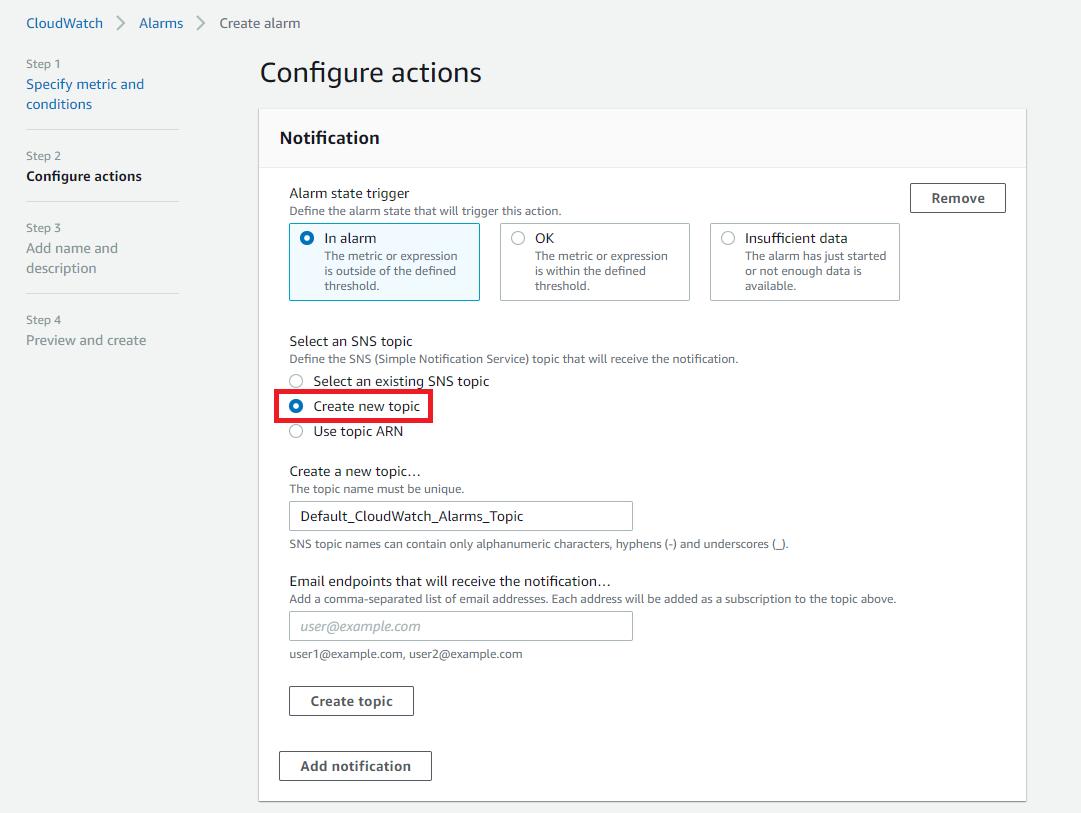 CloudWatch > Alarms > Create alarm
Step 1
Specify metric and
conditions
Step 2
Configure actions
Step 3
Add name and
description
Step 4
Preview and create
Configure actions
Notification
Alarm state trigger
Define the alarm state that will trigger this action.
Remove
In alarm
The metric or expression
is outside of the defined
threshold.
OK
The metric or expression
is within the defined
threshold.
Insufficient data
The alarm has just started
or not enough data is
available.
Select an SNS topic
Define the SNS (Simple Notification Service) topic that will receive the notification.
Select an existing SNS topic
Create new topic
Use topic ARN
Create a new topic…
The topic name must be unique.
Default_CloudWatch_Alarms_Topic
SNS topic names can contain only alphanumeric characters, hyphens (-) and underscores (_).
Email endpoints that will receive the notification…
Add a comma-separated list of email addresses. Each address will be added as a subscription to the topic above.
user@example.com
user1@example.com, user2@example.com
Create topic
Add notification